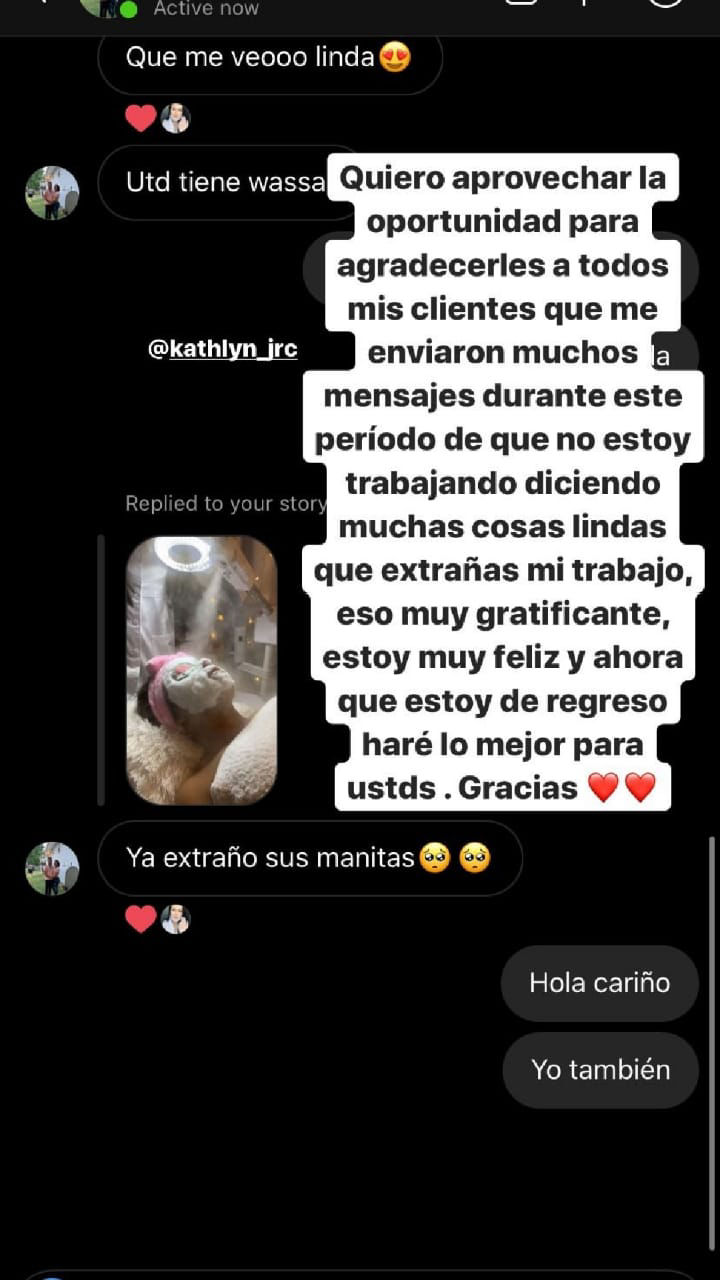 Active now
Que me veooo linda😍
Utd tiene wassa
Quiero aprovechar la
oportunidad para
agradecerles a todos
mis clientes que me
enviaron muchos
mensajes durante este
período de que no estoy
trabajando diciendo
muchas cosas lindas
que extrañas mi trabajo,
eso muy gratificante,
estoy muy feliz y ahora
que estoy de regreso
haré lo mejor para
ustds . Gracias ❤️❤️
la
@kathlyn_jrc
Replied to your story
Ya extraño sus manitas🥺 🥺
Hola cariño
Yo también